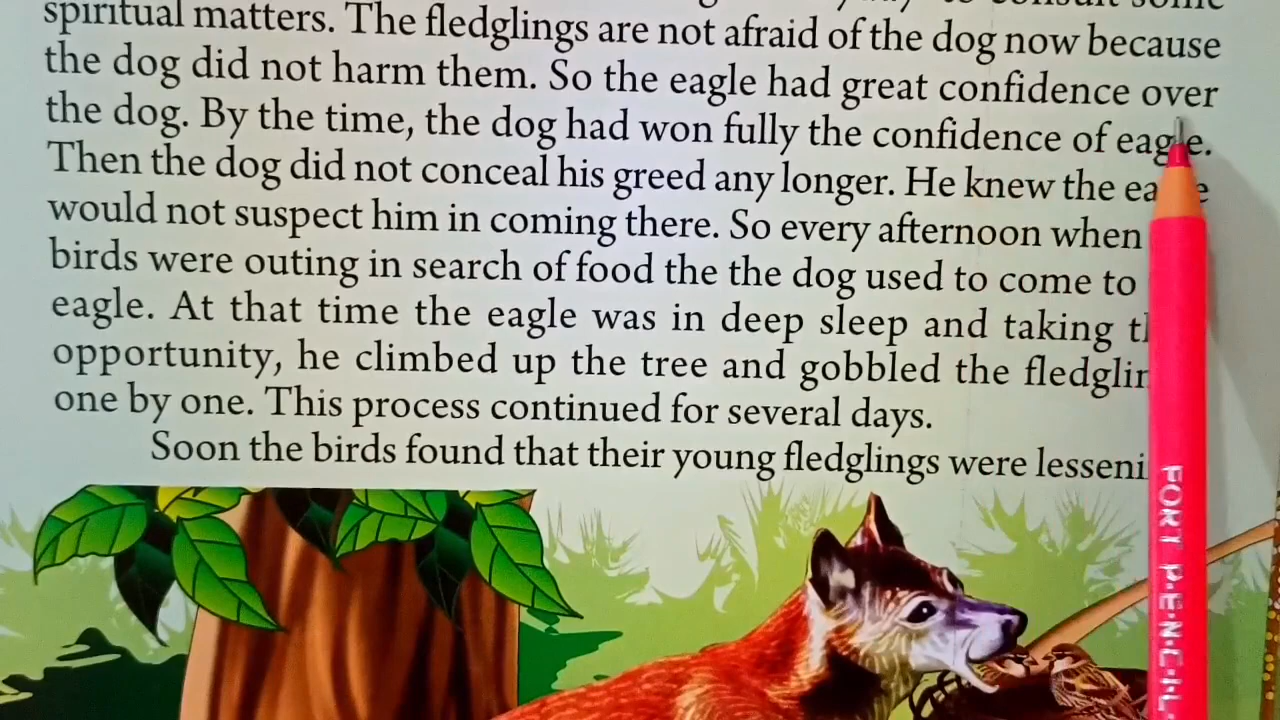 spiritual matters. The fledglings are not afraid of the dog now because
the dog did not harm them. So the eagle had great confidence over
the dog. By the time, the dog had won fully the confidence of eagle.
Then the dog did not conceal his greed any longer. He knew the ea e
would not suspect him in coming there. So every afternoon when
birds were outing in search of food the the dog used to come to
eagle. At that time the eagle was in deep sleep and taking t
opportunity, he climbed up the tree and gobbled the fledglin
one by one. This process continued for several days.
Soon the birds found that their young fledglings were lesseni
FORT P-E-N-C-I-L